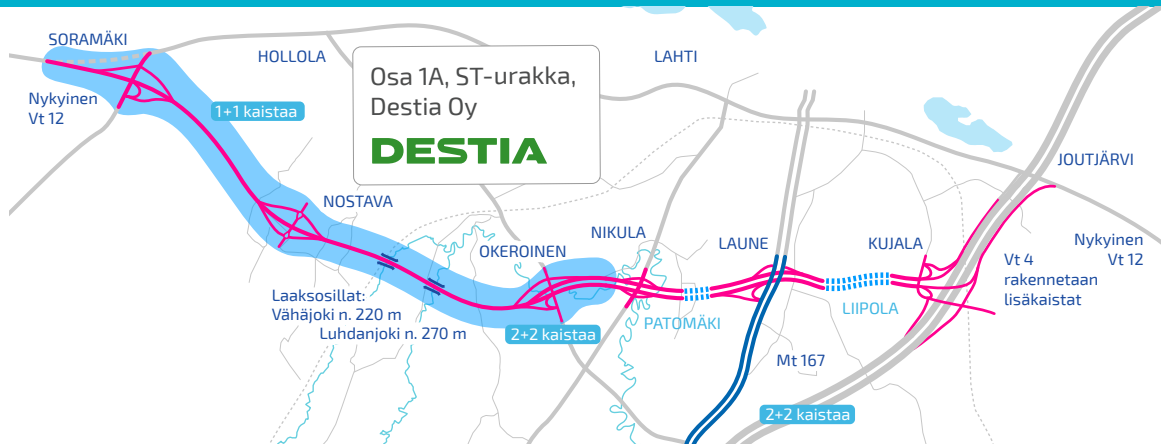 SORAMÄKI
HOLLOLA
LAHTI
Osa 1A, ST-urakka,
Destia Oy
DESTIA
Nykyinen
Vt 12
1+1 kaistaa
JOUTJÄRVI
NOSTAVA
OKEROINEN
NIKULA
LAUNE
KUJALA
Nykyinen
Vt 12
Vt 4
rakennetaan
lisäkaistat
Laaksosillat:
Vähäjoki n. 220 m
Luhdanjoki n. 270 m
2+2 kaistaa
PATOMÄKI
LIIPOLA
Mt 167
2+2 kaistaa